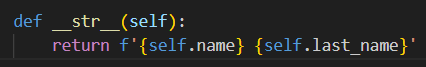 def __str__(self):
    return f'{self.name} {self.last_name}'